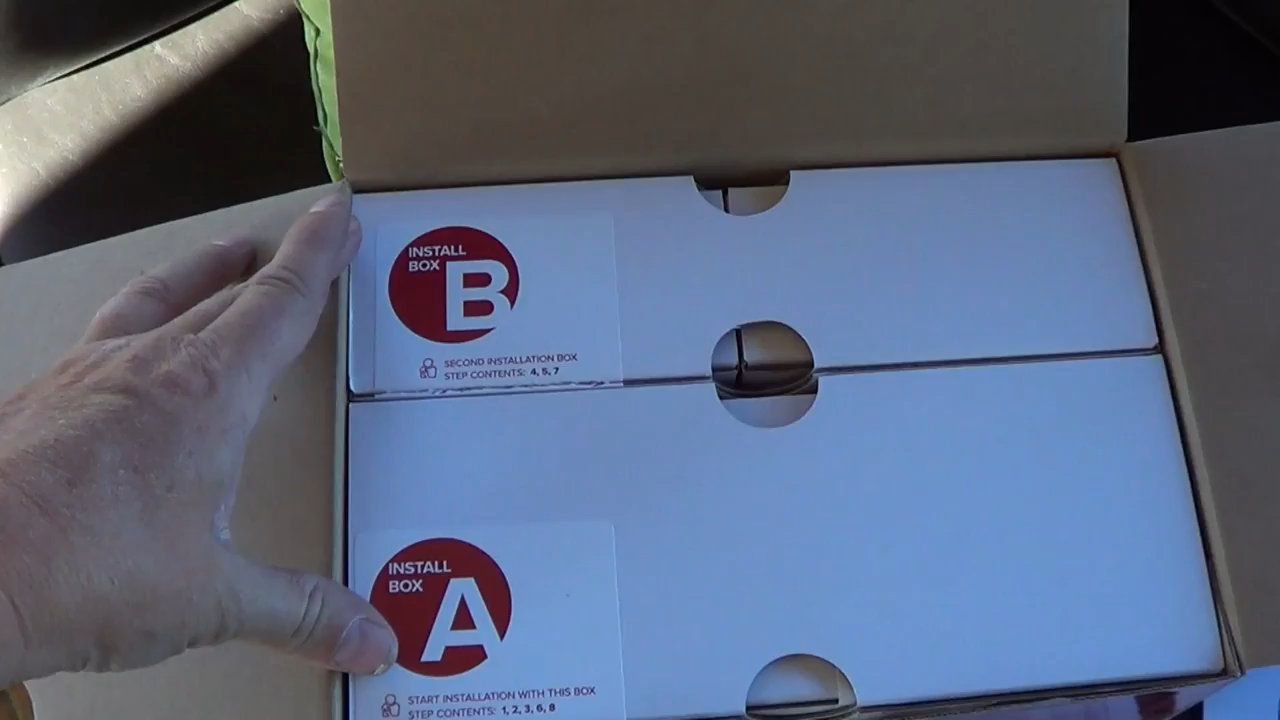 INSTALL
BOX
B
SECOND INSTALLATION BOX
STEP CONTENTS: 4, 5, 7
INSTALL
BOX
A
START INSTALLATION WITH THIS BOX
STEP CONTENTS: 1, 2, 3, 6, 8